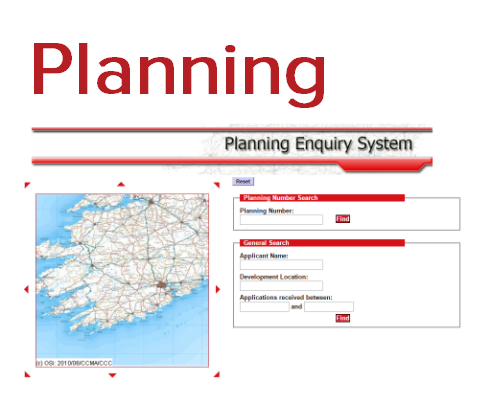 Planning
Planning Enquiry System
Reset
Planning Number Search
Planning Number:
Find
General Search
Applicant Name:
Development Location:
Applications received between:
and
Find
(c) OSI: 2010/06/CCMA/CCC